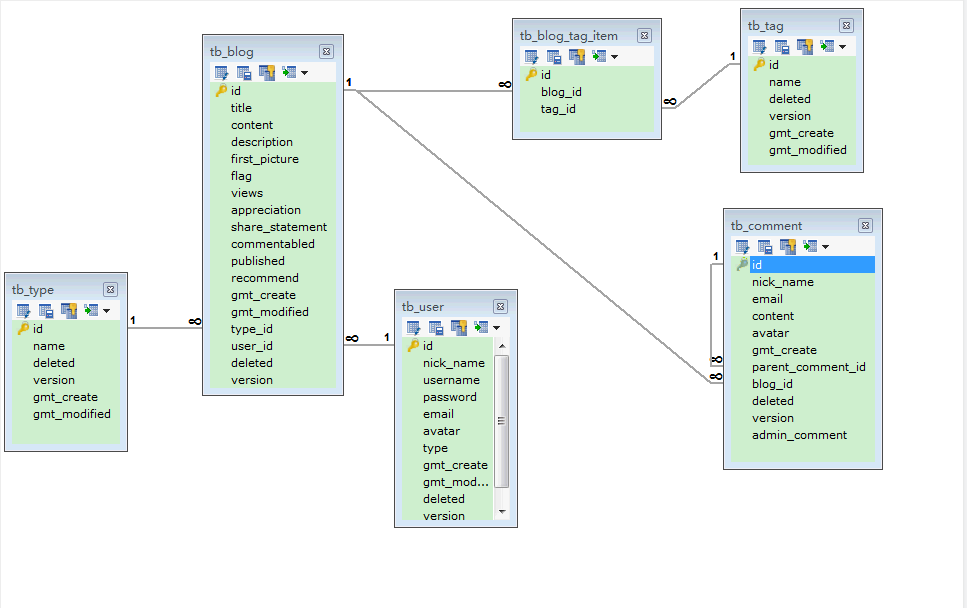 tb_blog
id
title
content
description
first_picture
flag
views
appreciation
share_statement
commentabled
published
recommend
gmt_create
gmt_modified
type_id
user_id
deleted
version
tb_blog_tag_item
id
blog_id
tag_id
tb_tag
id
name
deleted
version
gmt_create
gmt_modified
tb_comment
id
nick_name
email
content
avatar
gmt_create
parent_comment_id
blog_id
deleted
version
admin_comment
tb_type
id
name
deleted
version
gmt_create
gmt_modified
tb_user
id
nick_name
username
password
email
avatar
type
gmt_create
gmt_mod...
deleted
version
1
∞
1
∞
1
∞
1
∞
1
∞
∞
1